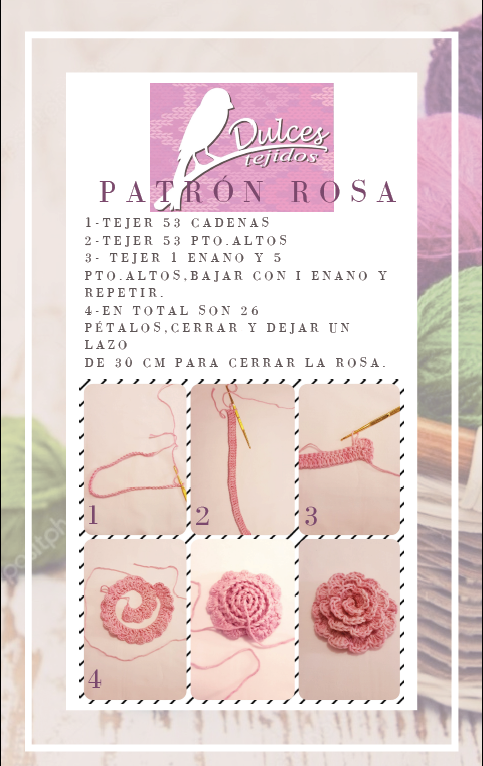 Dulces
tejidos
PATRÓN ROSA
1-TEJER 53 CADENAS
2-TEJER 53 PTO.ALTOS
3- TEJER 1 ENANO Y 5
PTO.ALTOS,BAJAR CON 1 ENANO Y
REPETIR.
4-EN TOTAL SON 26
PÉTALOS,CERRAR Y DEJAR UN
LAZO
DE 30 CM PARA CERRAR LA ROSA.
1
2
3
4